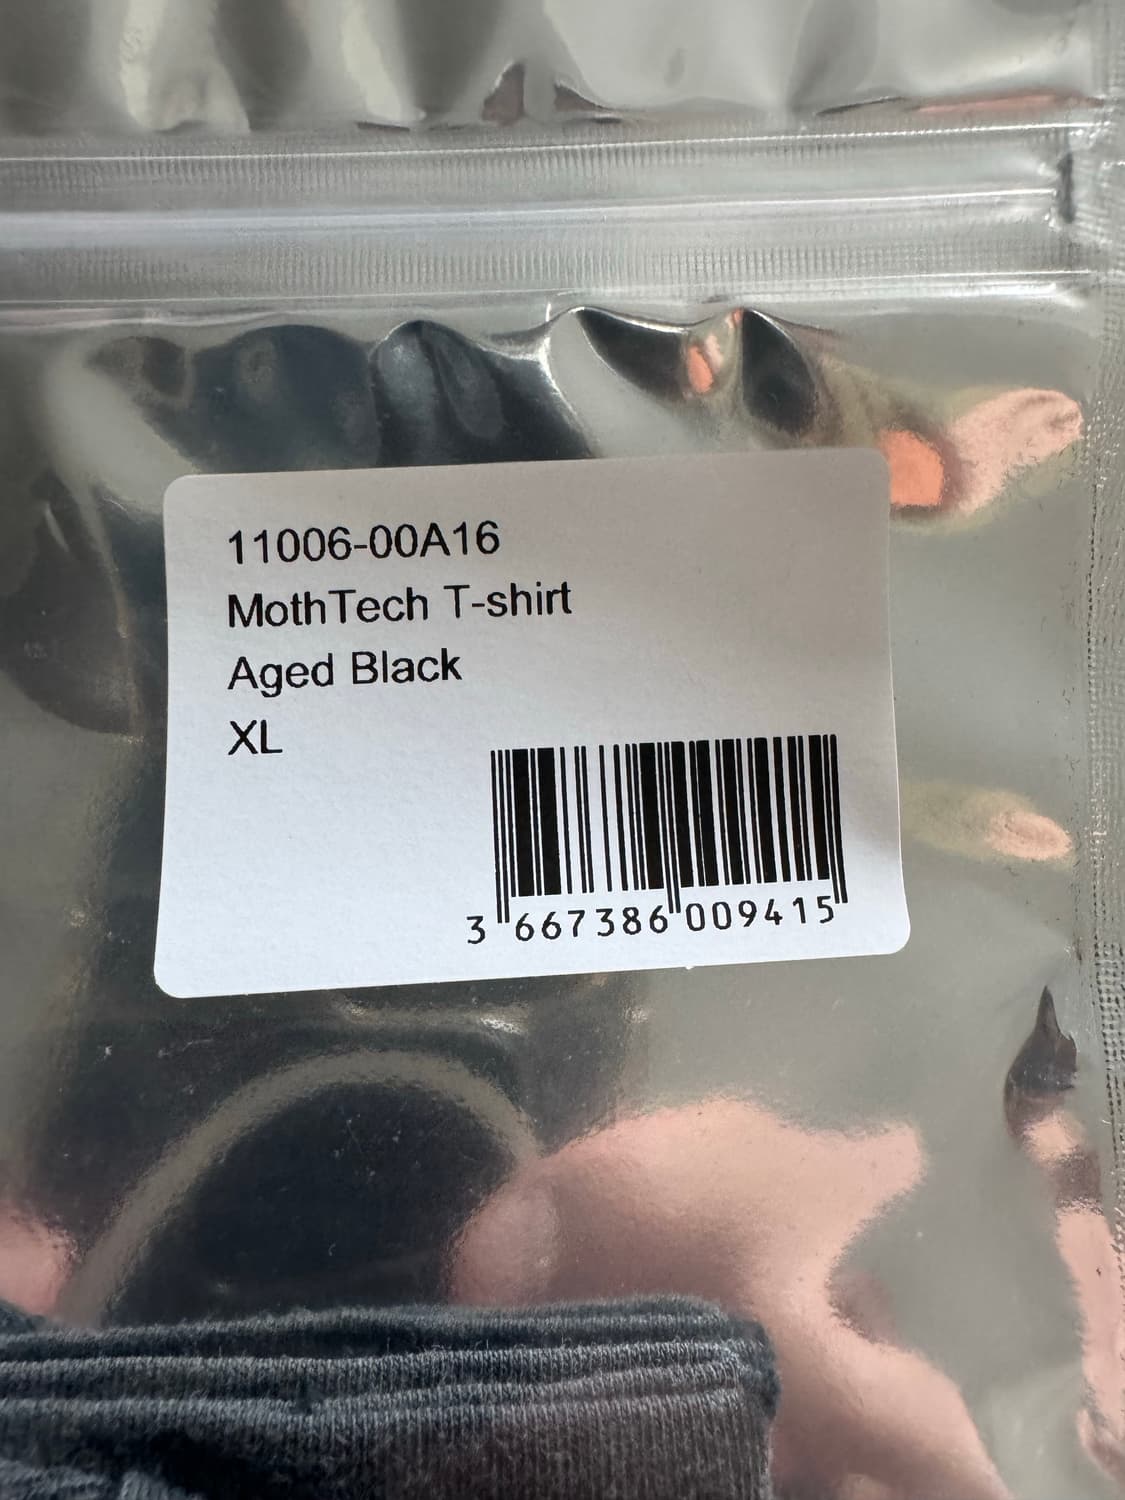 11006-00A16
MothTech T-shirt
Aged Black
XL
3 667386 009415